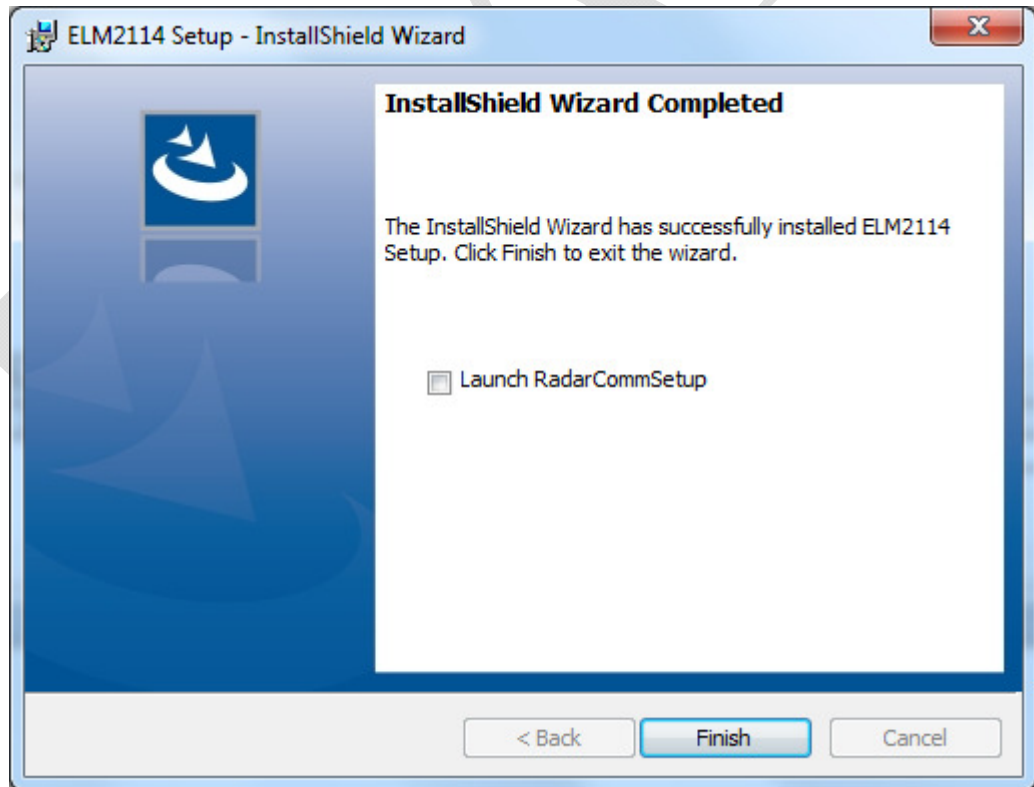 ELM2114 Setup - InstallShield Wizard
InstallShield Wizard Completed
The InstallShield Wizard has successfully installed ELM2114
Setup. Click Finish to exit the wizard.
Launch RadarCommSetup
< Back
Finish
Cancel